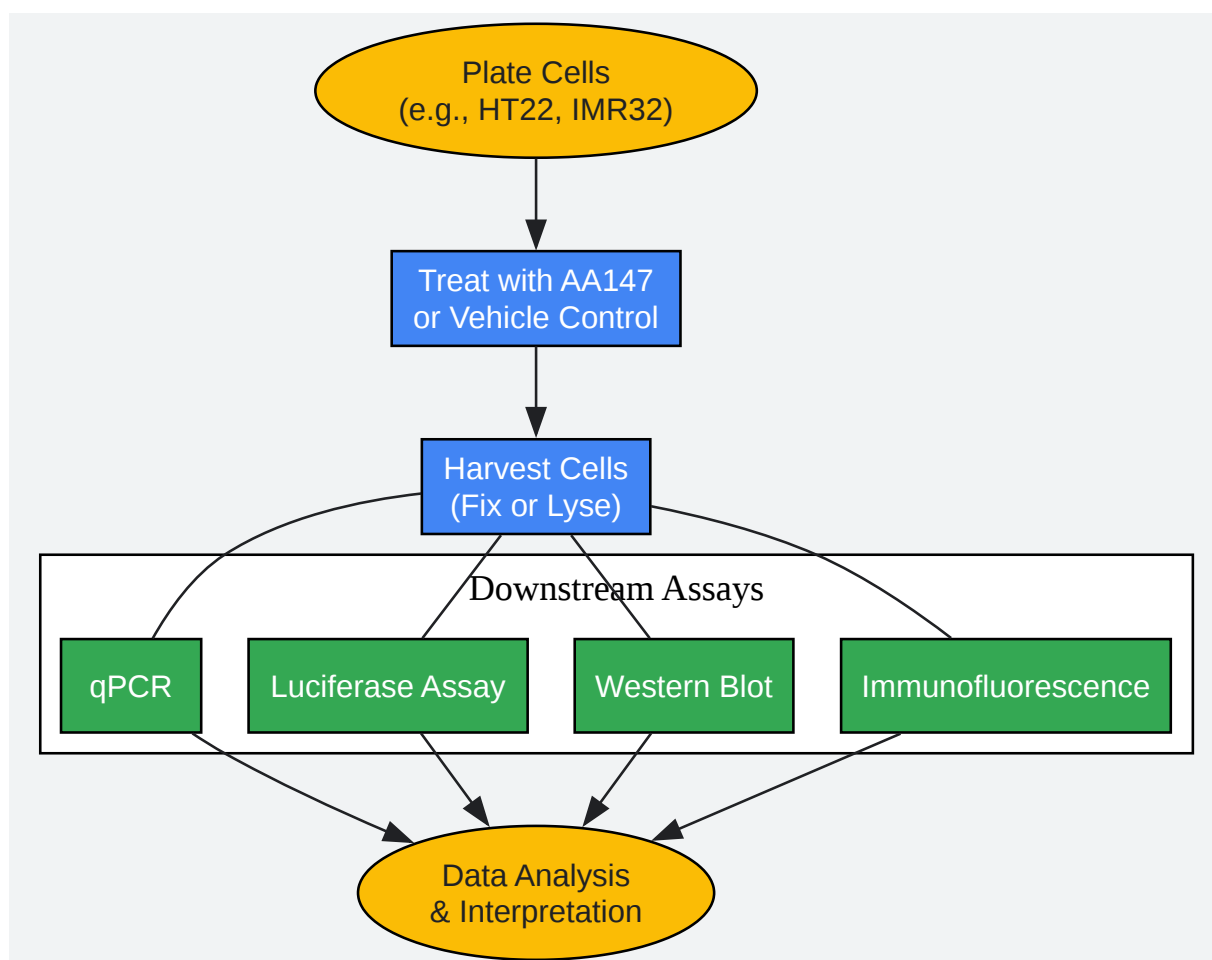 Plate Cells
(e.g., HT22, IMR32)
Treat with AA147
or Vehicle Control
Harvest Cells
(Fix or Lyse)
Downstream Assays
qPCR
Luciferase Assay
Western Blot
Immunofluorescence
Data Analysis
& Interpretation